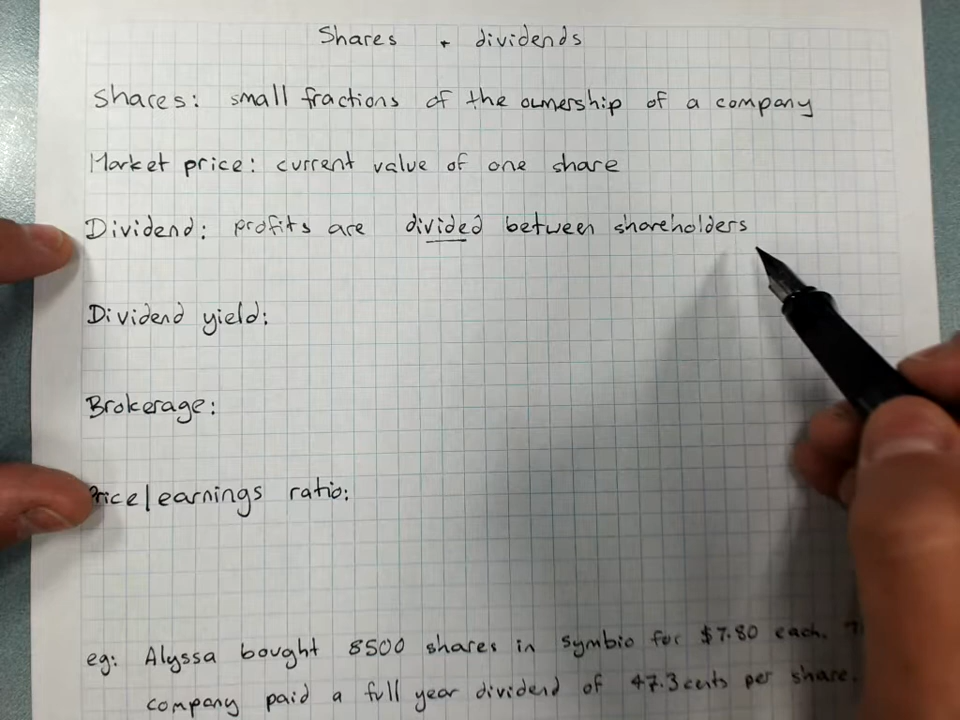 Shares + dividends
Shares: small fractions of the ownership of a company
Market price: current value of one share
Dividend: profits are divided between shareholders
Dividend yield:
Brokerage:
Price/earnings ratio:
eg: Alyssa bought 8500 shares in symbio for $7.80 each.
company paid a full year dividend of 47.3 cents per share.